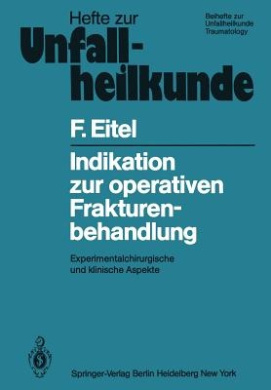 Hefte zur
Unfall-
heilkunde
Beihefte zur
Unfallheilkunde
Traumatology
F. Eitel
Indikation
zur operativen
Frakturen-
behandlung
Experimentalchirurgische
und klinische Aspekte
Springer-Verlag Berlin Heidelberg New York